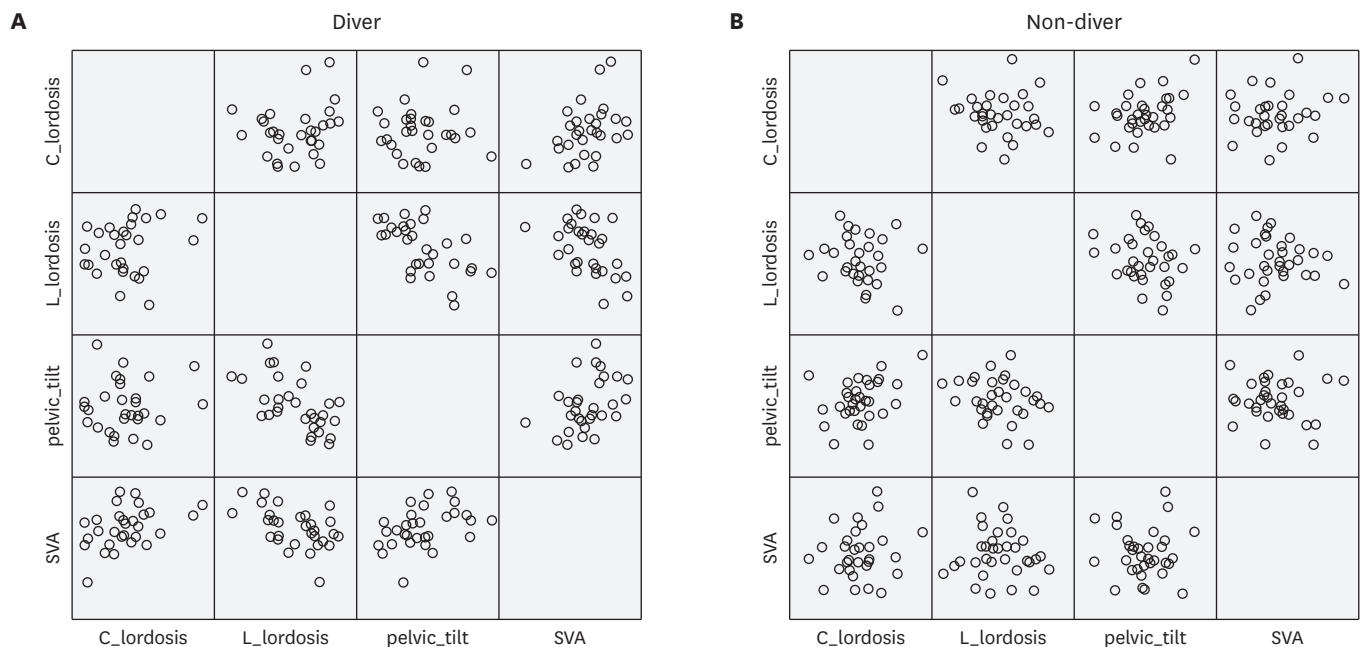 A
Diver
C_lordosis
L_lordosis
pelvic_tilt
SVA
C_lordosis
L_lordosis
pelvic_tilt
SVA
B
Non-diver
C_lordosis
L_lordosis
pelvic_tilt
SVA
C_lordosis
L_lordosis
pelvic_tilt
SVA